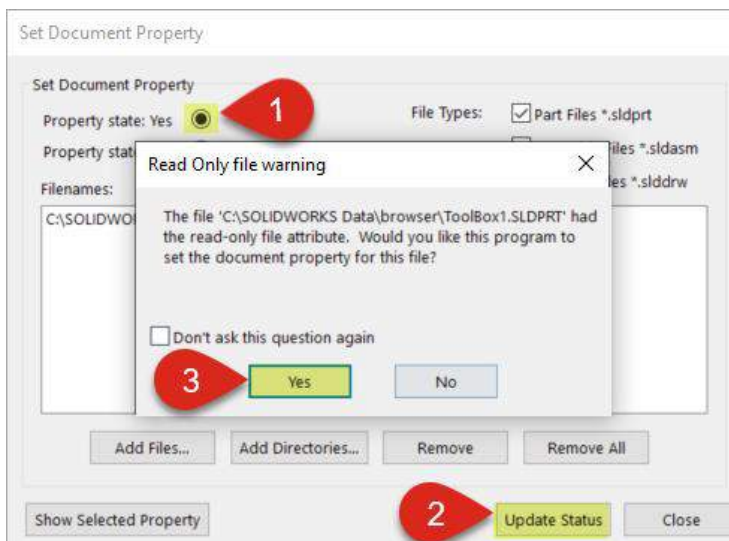 Set Document Property
Set Document Property
Property state: Yes
1
File Types:
Part Files *.sldprt
Property stat
Files *.sldasm
Read Only file warning
Filenames:
les *.slddrw
C:\SOLIDWO
The file 'C:\SOLIDWORKS Data\browser\ToolBox1.SLDPRT' had
the read-only file attribute. Would you like this program to
set the document property for this file?
Don't ask this question again
3
Yes
No
Add Files...
Add Directories...
Remove
Remove All
Show Selected Property
2
Update Status
Close